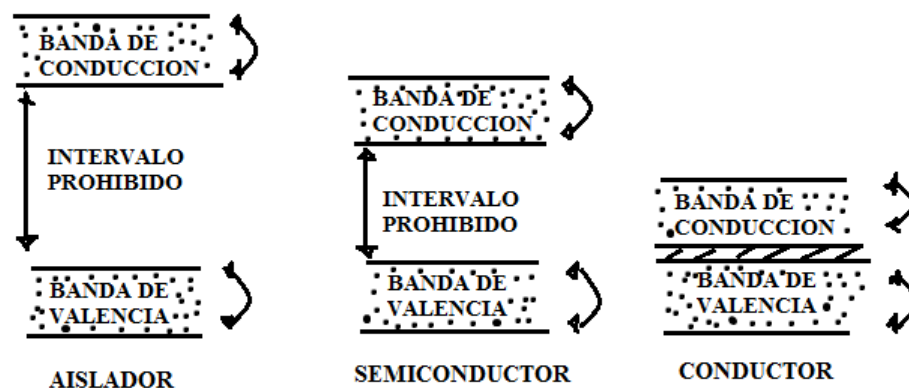 BANDA DE
CONDUCCION
INTERVALO
PROHIBIDO
BANDA DE
VALENCIA
AISLADOR
BANDA DE
CONDUCCION
INTERVALO
PROHIBIDO
BANDA DE
VALENCIA
SEMICONDUCTOR
BANDA DE
CONDUCCION
BANDA DE
VALENCIA
CONDUCTOR